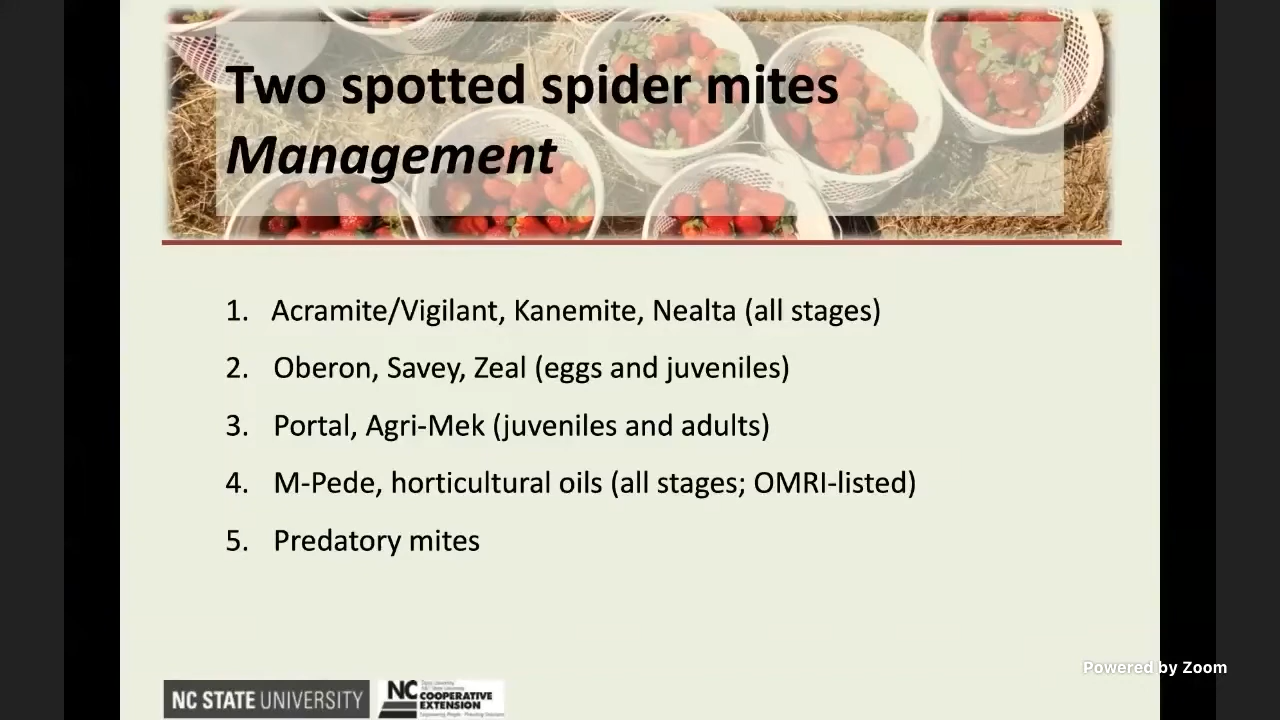 Two spotted spider mites
Management
1. Acramite/Vigilant, Kanemite, Nealta (all stages)
2. Oberon, Savey, Zeal (eggs and juveniles)
3. Portal, Agri-Mek (juveniles and adults)
4. M-Pede, horticultural oils (all stages; OMRI-listed)
5. Predatory mites
Powered by Zoom
NC STATE UNIVERSITY
NC COOPERATIVE
EXTENSION